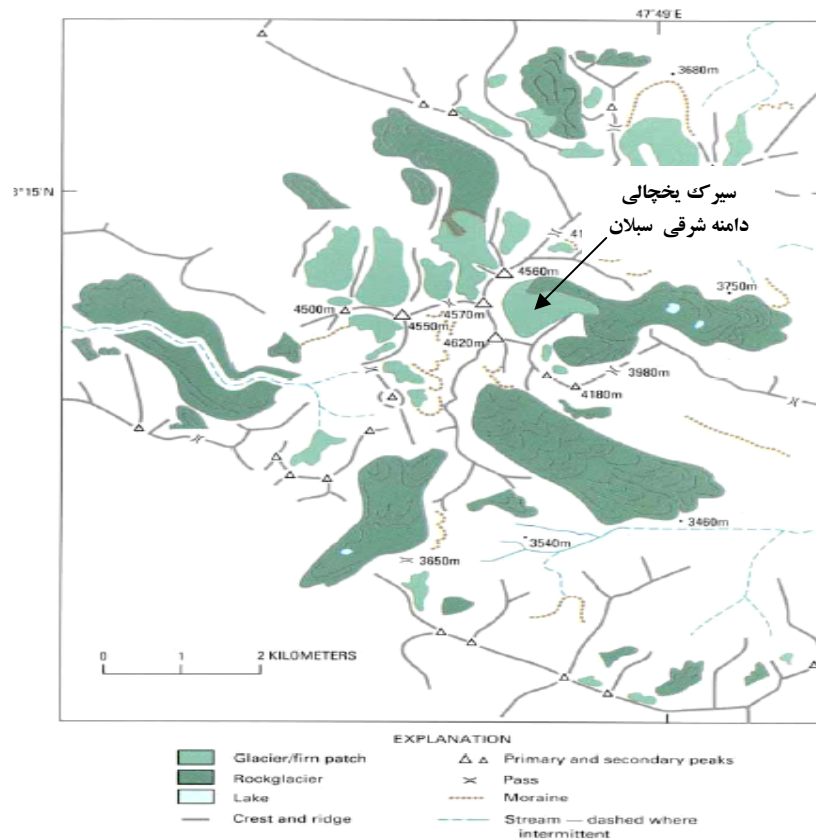 47°49'E
3680m
3°15'N
سیرک یخچالی
دامنه شرقی سبلان
41
4560m
3750m
4500m
4570m
4550m
4620m
3980m
4180m
3460m
3540m
3650m
0 1 2 KILOMETERS
EXPLANATION
Glacier/firn patch
Rockglacier
Lake
Crest and ridge
Primary and secondary peaks
Pass
Moraine
Stream — dashed where
intermittent